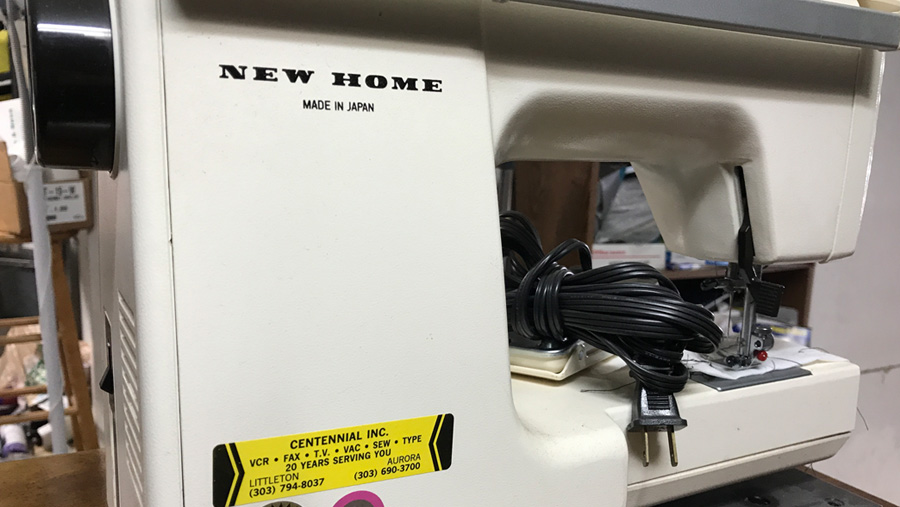 NEW HOME
MADE IN JAPAN
CENTENNIAL INC.
VCR • FAX • T.V. • VAC • SEW • TYPE
20 YEARS SERVING YOU
LITTLETON AURORA
(303) 794-8037 (303) 690-3700